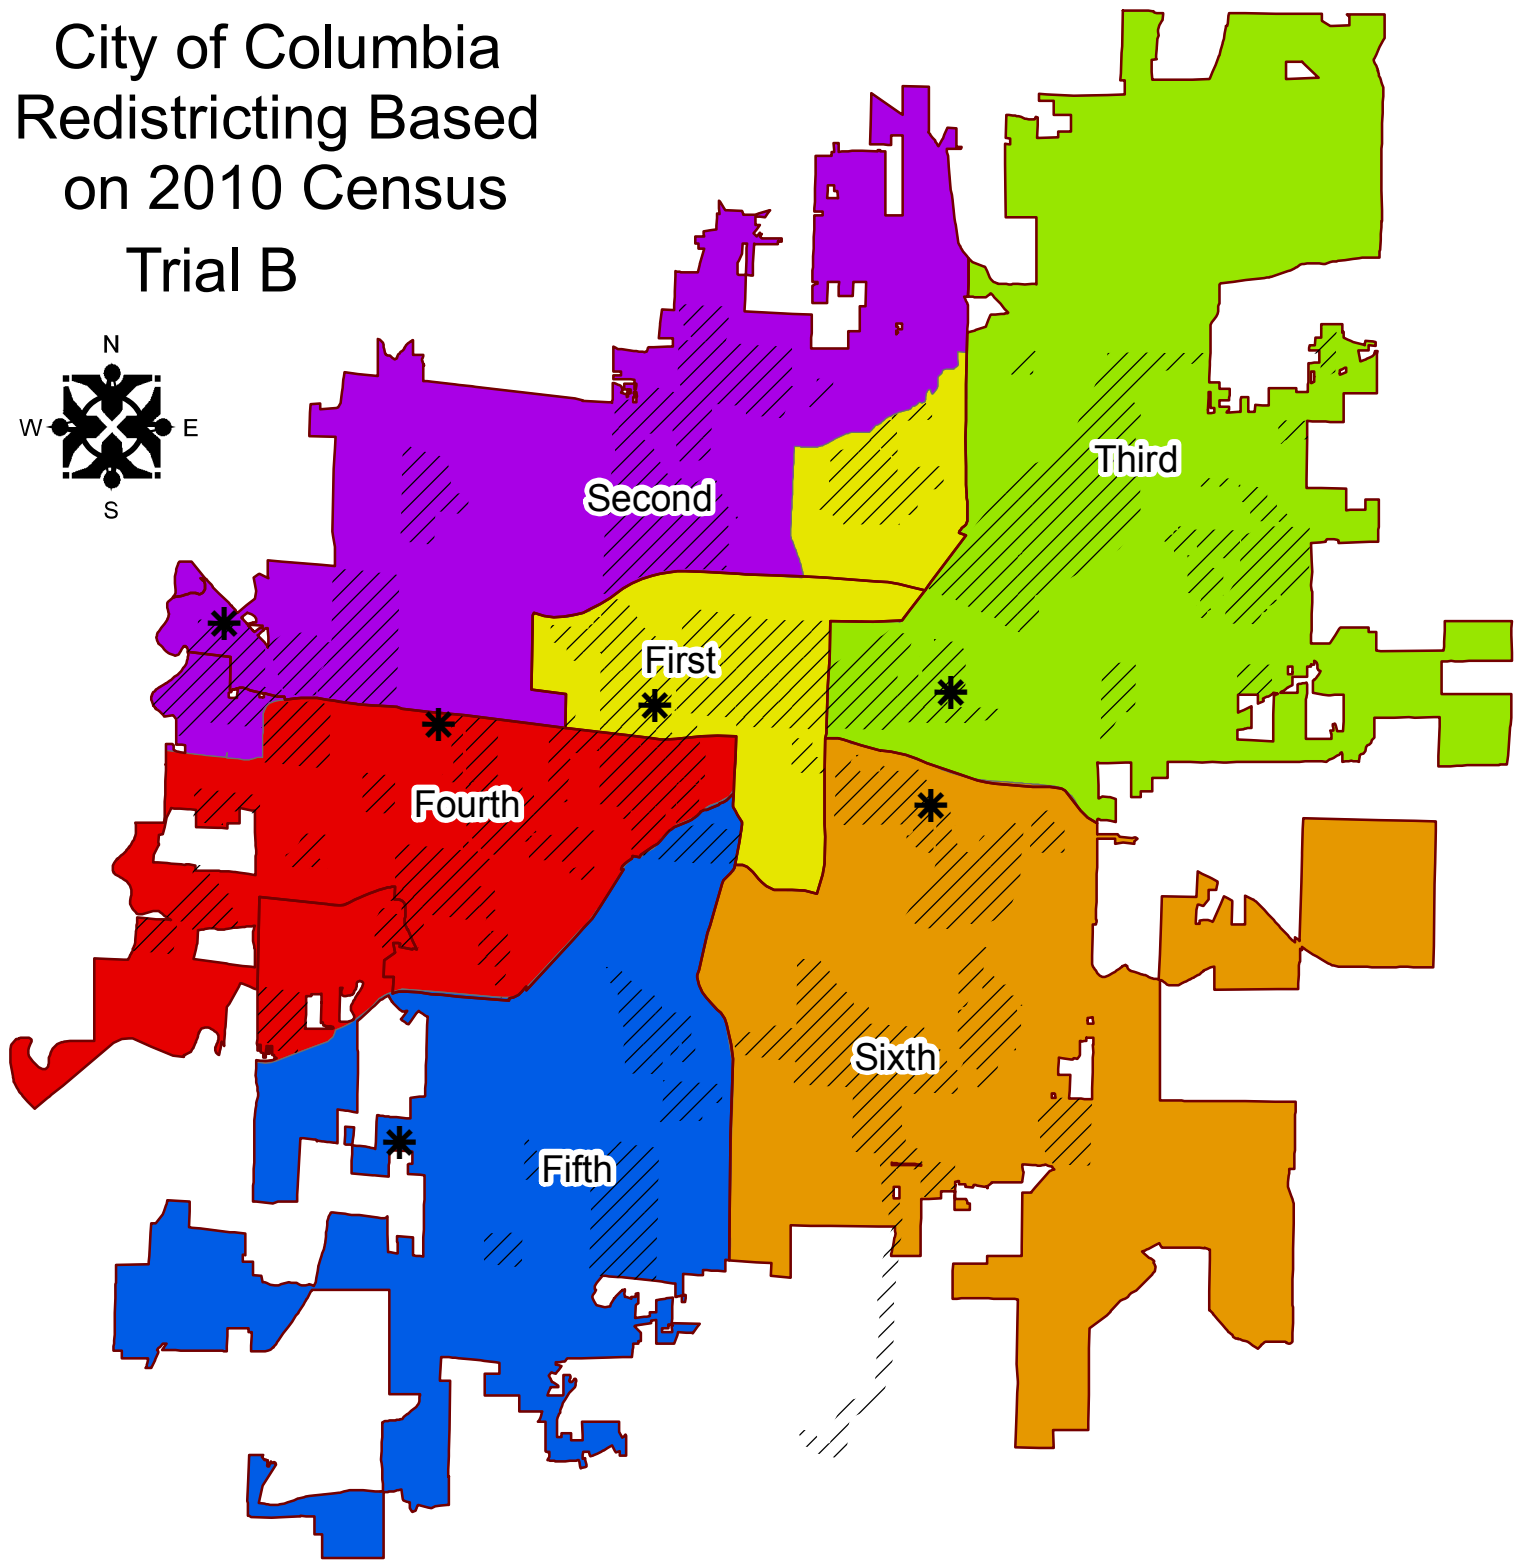 City of Columbia
Redistricting Based
on 2010 Census
Trial B
N
W E
S
Third
Second
First
Fourth
Sixth
Fifth